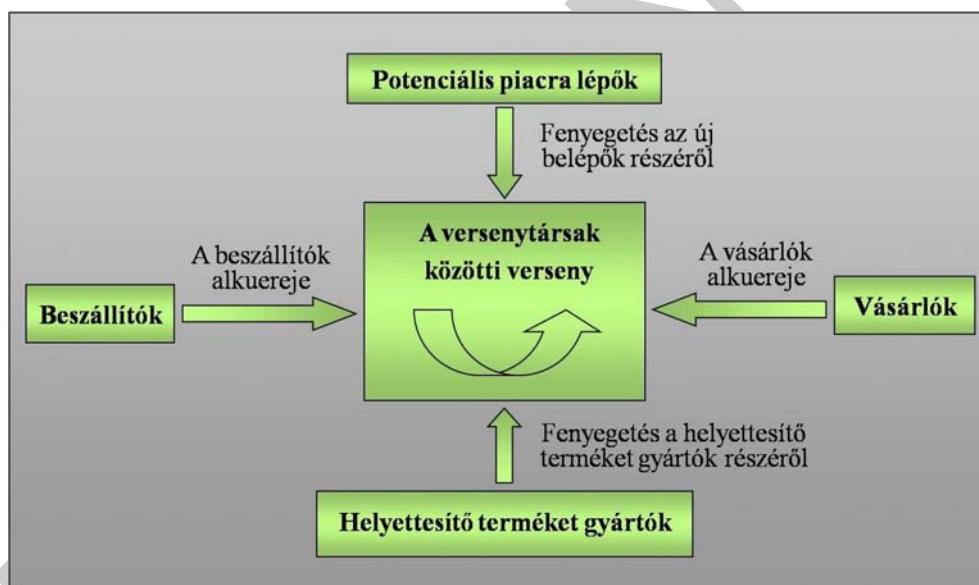 Potenciális piacra lépők
Fenyegetés az új
belépők részéről
A versenytársak
közötti verseny
A beszállítók
alkuereje
A vásárlók
alkuereje
Beszállítók
Vásárlók
Fenyegetés a helyettesítő
terméket gyártók részéről
Helyettesítő terméket gyártók